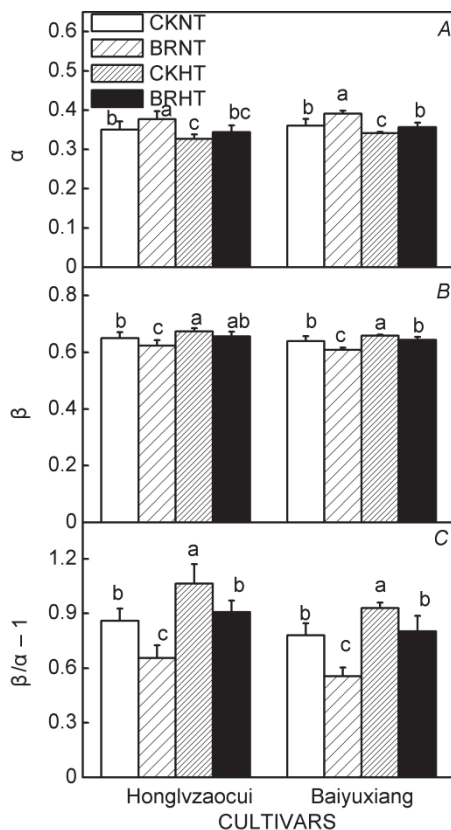 0.6
A
CKNT
BRNT
CKHT
BRHT
0.5
0.4
b
a
c
bc
b
a
c
b
α
0.3
0.2
0.1
0
0.8
B
b
c
a
ab
b
c
a
b
0.6
β
0.4
0.2
0
1.2
C
a
b
c
b
b
c
a
b
0.9
β/α – 1
0.6
0.3
0
Honglvzaocui Baiyuxiang
CULTIVARS